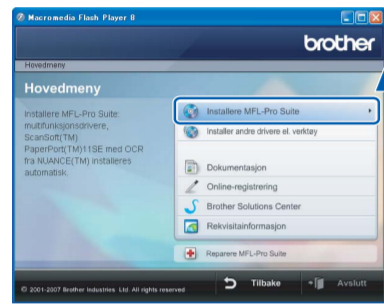 Macromedia Flash Player 8
brother
Hovedmeny
Hovedmeny
Installere MFL-Pro Suite:
multifunksjonsdrivere,
ScanSoft(TM)
PaperPort(TM)11SE med OCR
fra NUANCE(TM) installeres
automatisk.
Installere MFL-Pro Suite
Installer andre drivere el. verktøy
Dokumentasjon
Online-registrering
Brother Solutions Center
Rekvisitainformasjon
Reparere MFL-Pro Suite
© 2001-2007 Brother Industries Ltd. All rights reserved
Tilbake
Avslutt